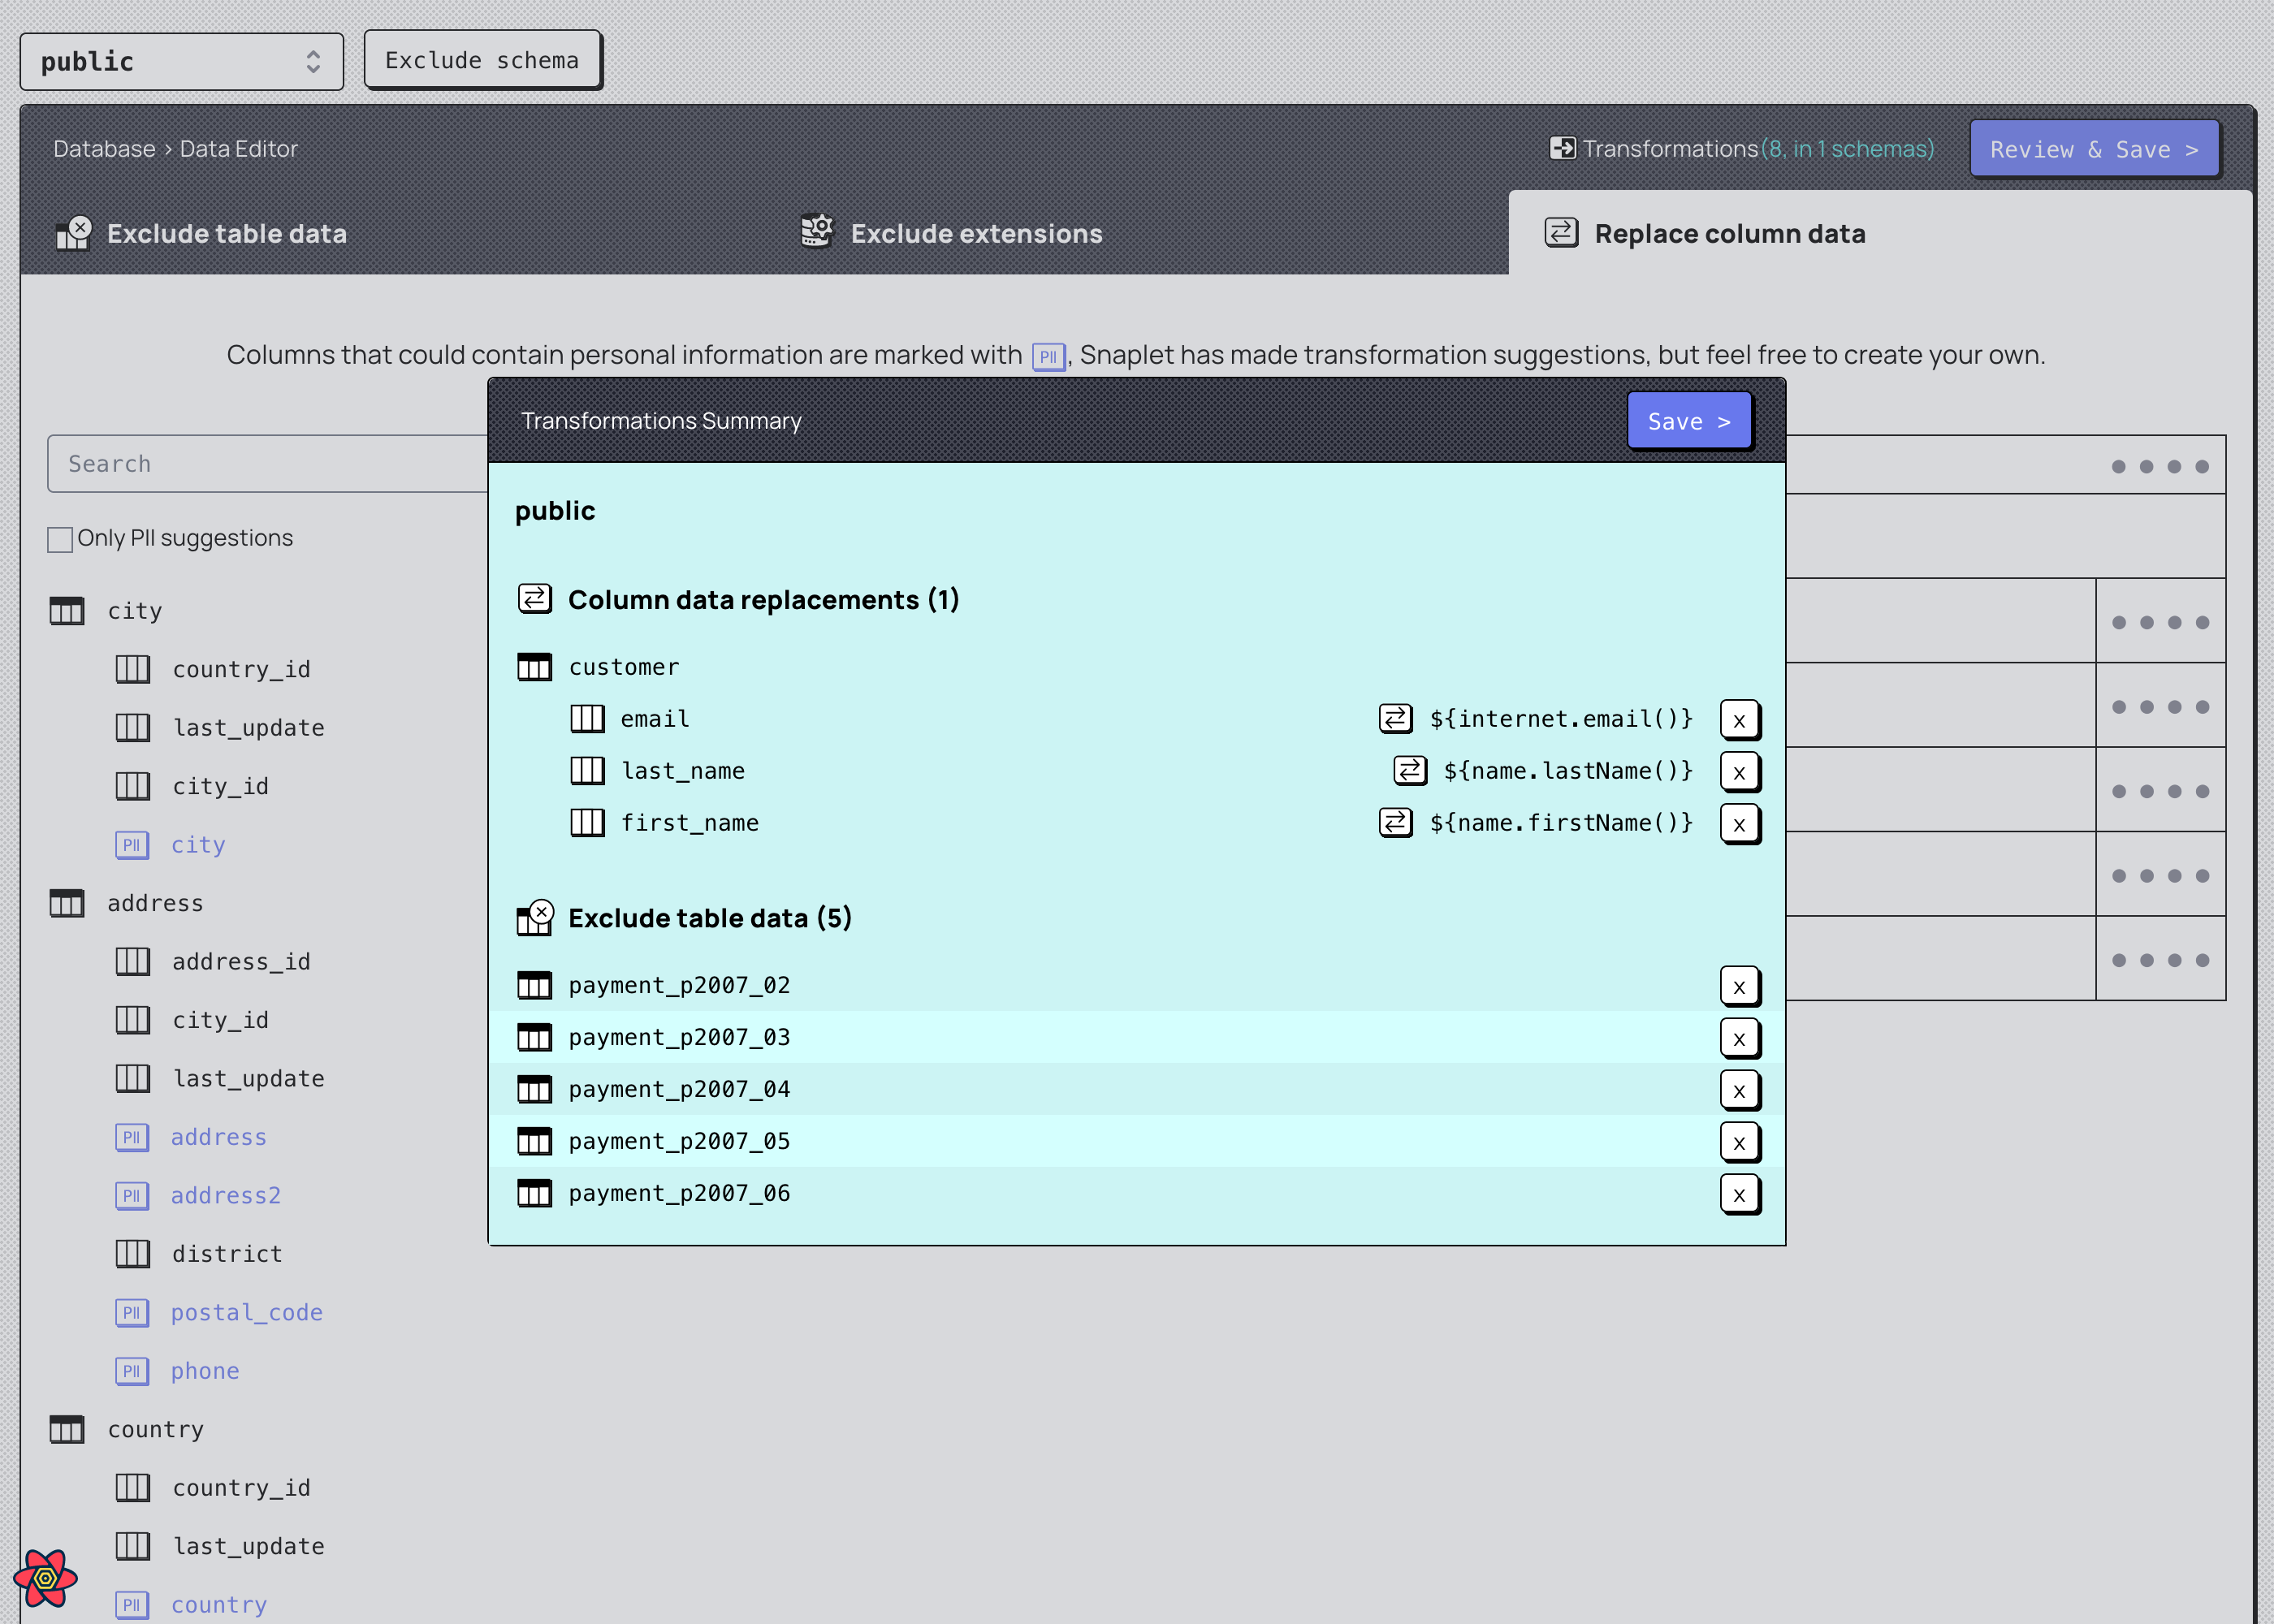 public
Exclude schema
Database › Data Editor
Transformations(8, in 1 schemas)
Review & Save >
Exclude table data
Exclude extensions
Replace column data
Columns that could contain personal information are marked with PII, Snaplet has made transformation suggestions, but feel free to create your own.
Search
Only PII suggestions
city
country_id
last_update
city_id
PII city
address
address_id
city_id
last_update
PII address
PII address2
district
PII postal_code
PII phone
country
country_id
last_update
PII country
Transformations Summary
Save >
public
Column data replacements (1)
customer
email ${internet.email()} x
last_name ${name.lastName()} x
first_name ${name.firstName()} x
Exclude table data (5)
payment_p2007_02 x
payment_p2007_03 x
payment_p2007_04 x
payment_p2007_05 x
payment_p2007_06 x